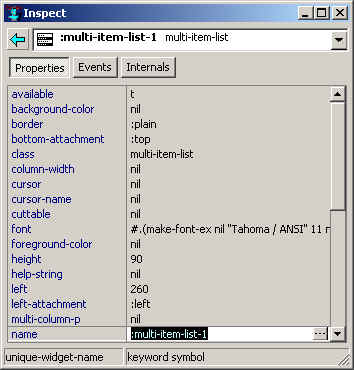 Inspect
:multi-item-list-1 multi-item-list
Properties Events Internals
available t
background-color nil
border :plain
bottom-attachment :top
class multi-item-list
column-width nil
cursor nil
cursor-name nil
cuttable nil
font #.(make-font-ex nil "Tahoma / ANSI" 11 n
foreground-color nil
height 90
help-string nil
left 260
left-attachment :left
multi-column-p nil
name :multi-item-list-1 ...
unique-widget-name keyword symbol